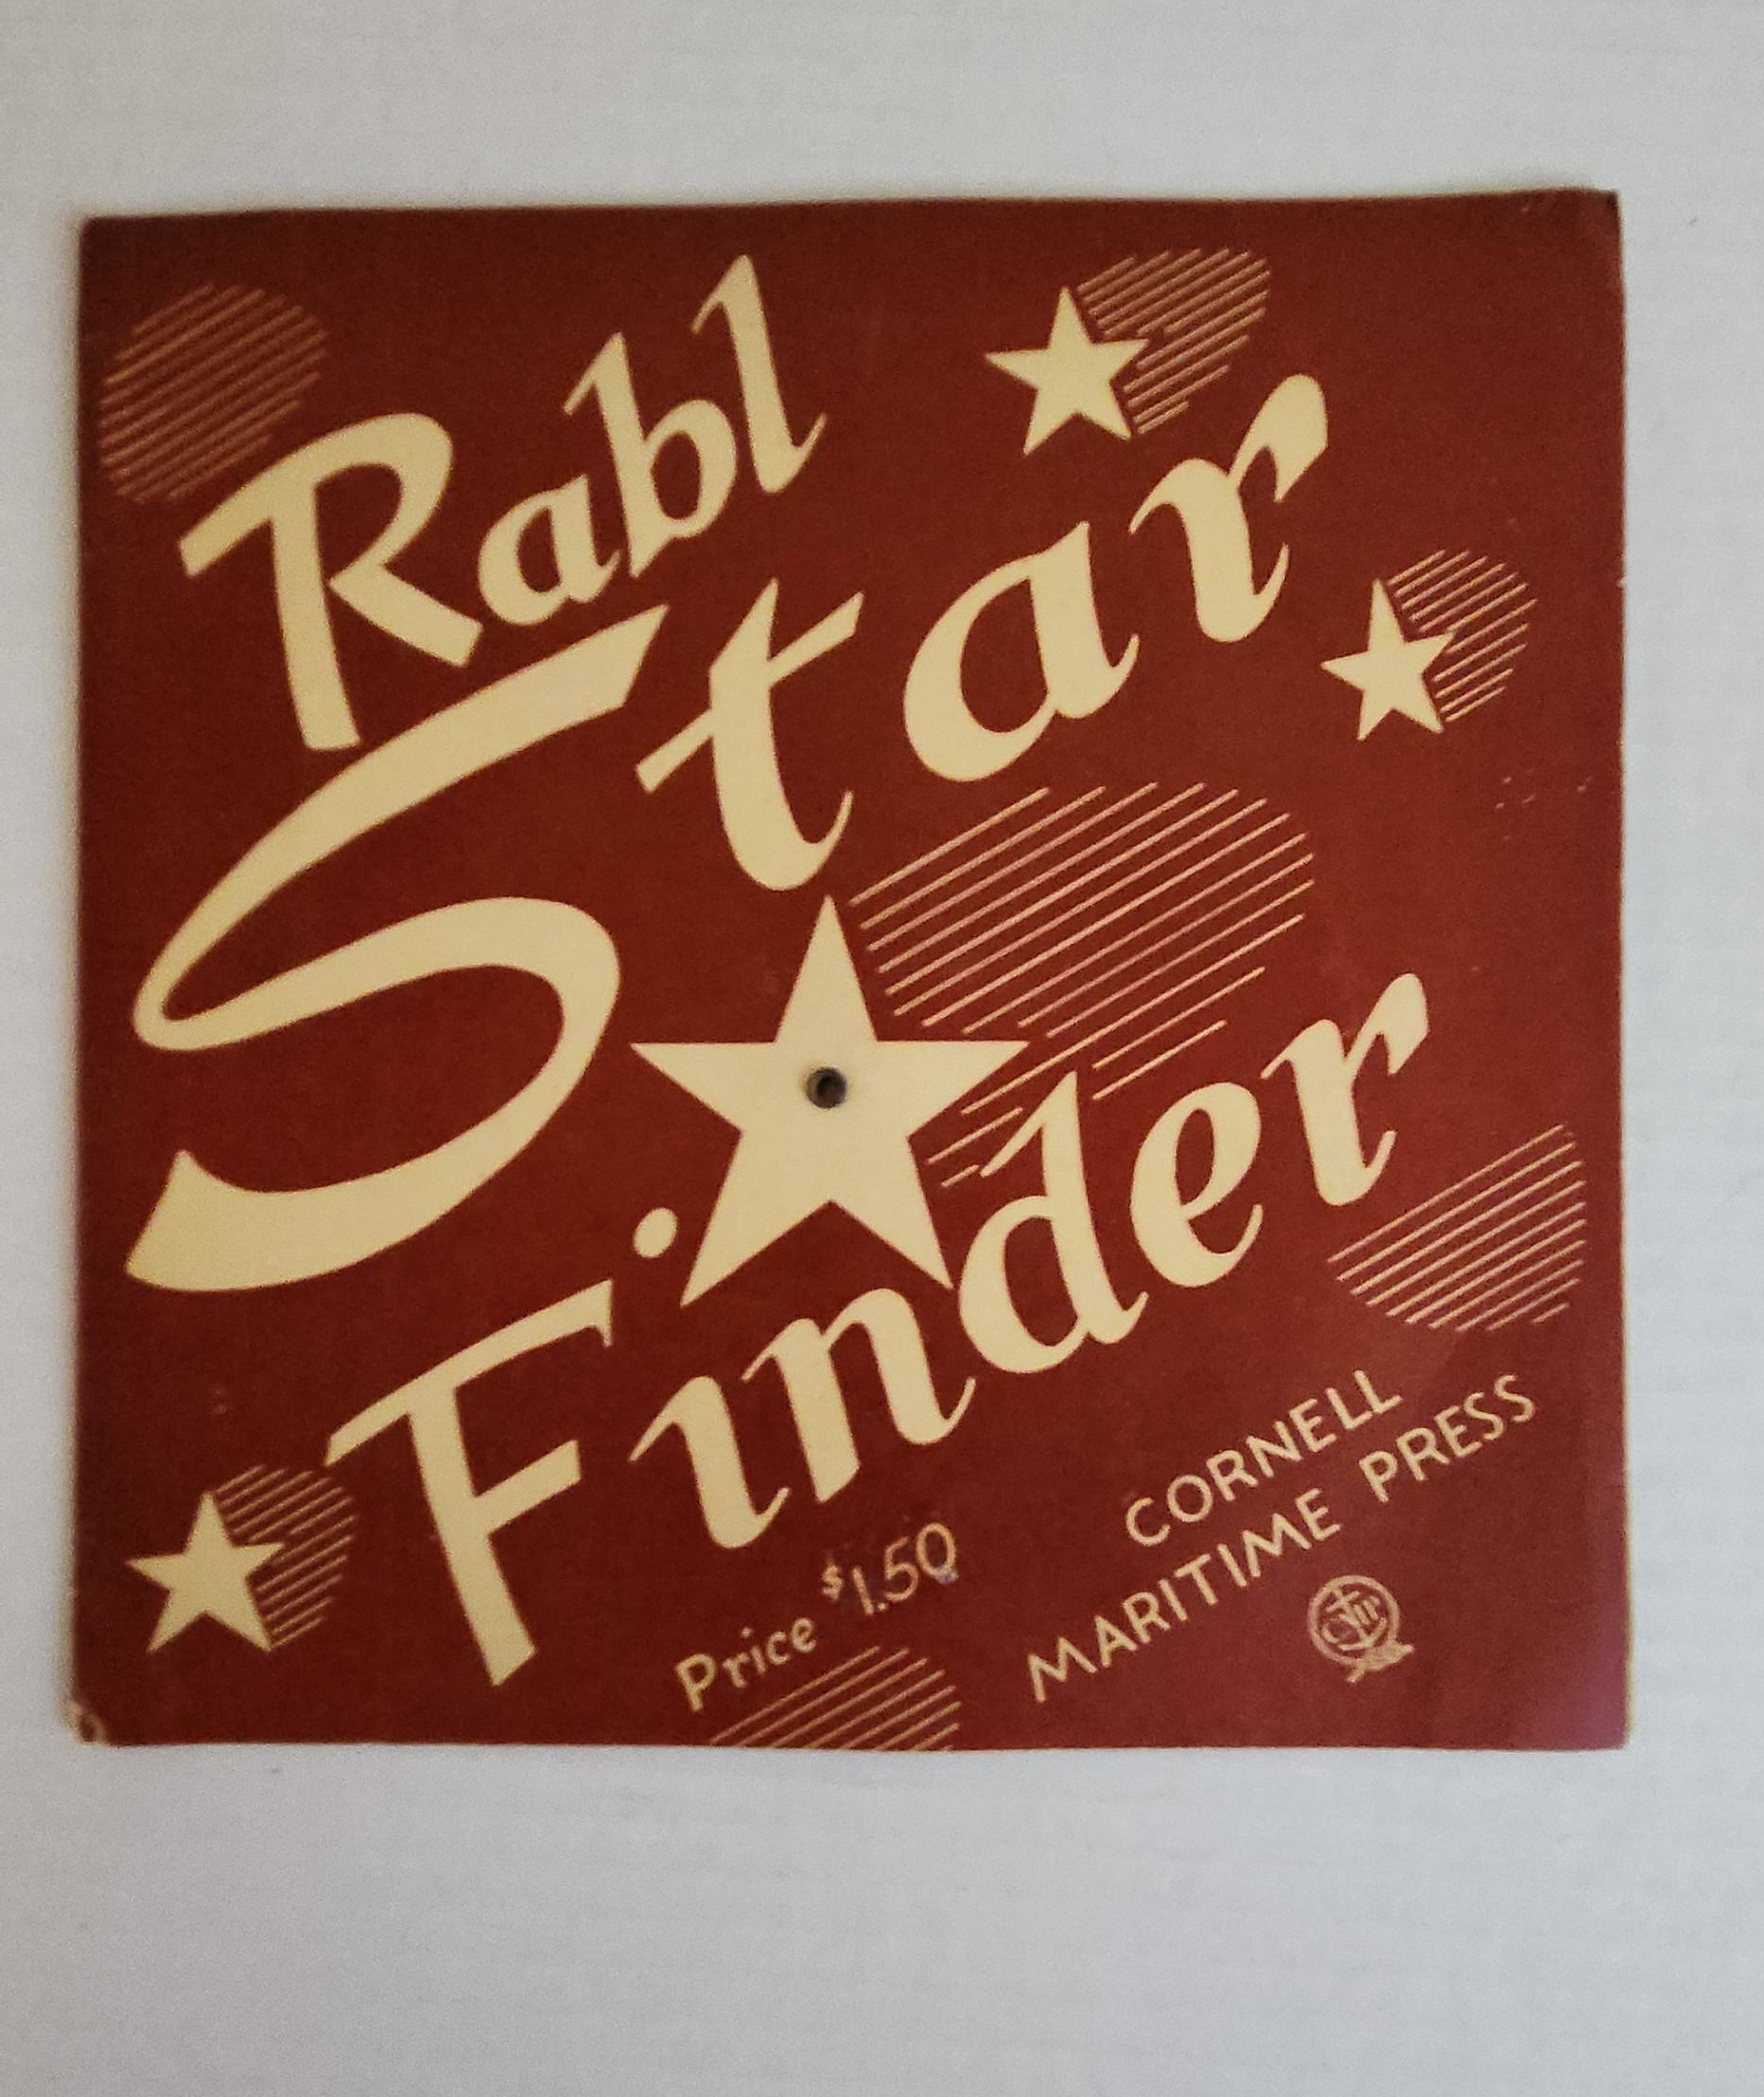 Rabl
Star
Finder
Price $1.50
CORNELL
MARITIME PRESS